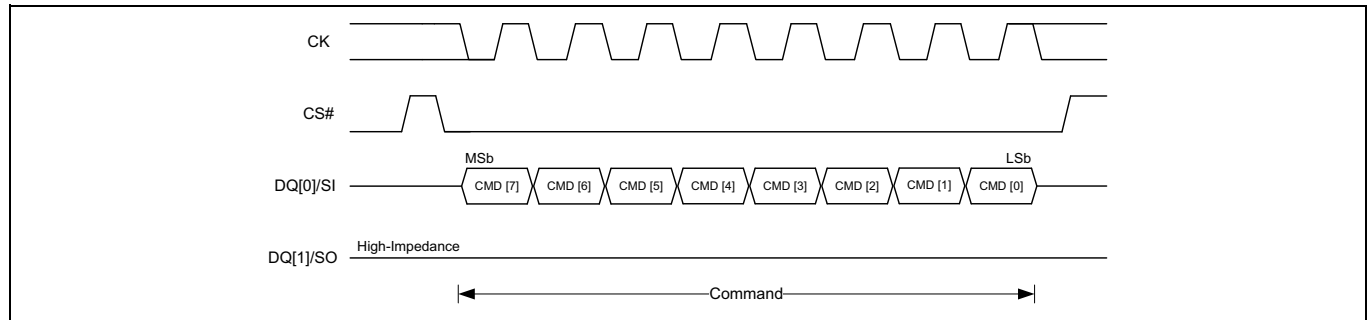 CK
CS#
MSb LSb
DQ[0]/SI CMD [7] CMD [6] CMD [5] CMD [4] CMD [3] CMD [2] CMD [1] CMD [0]
High-Impedance
DQ[1]/SO
Command